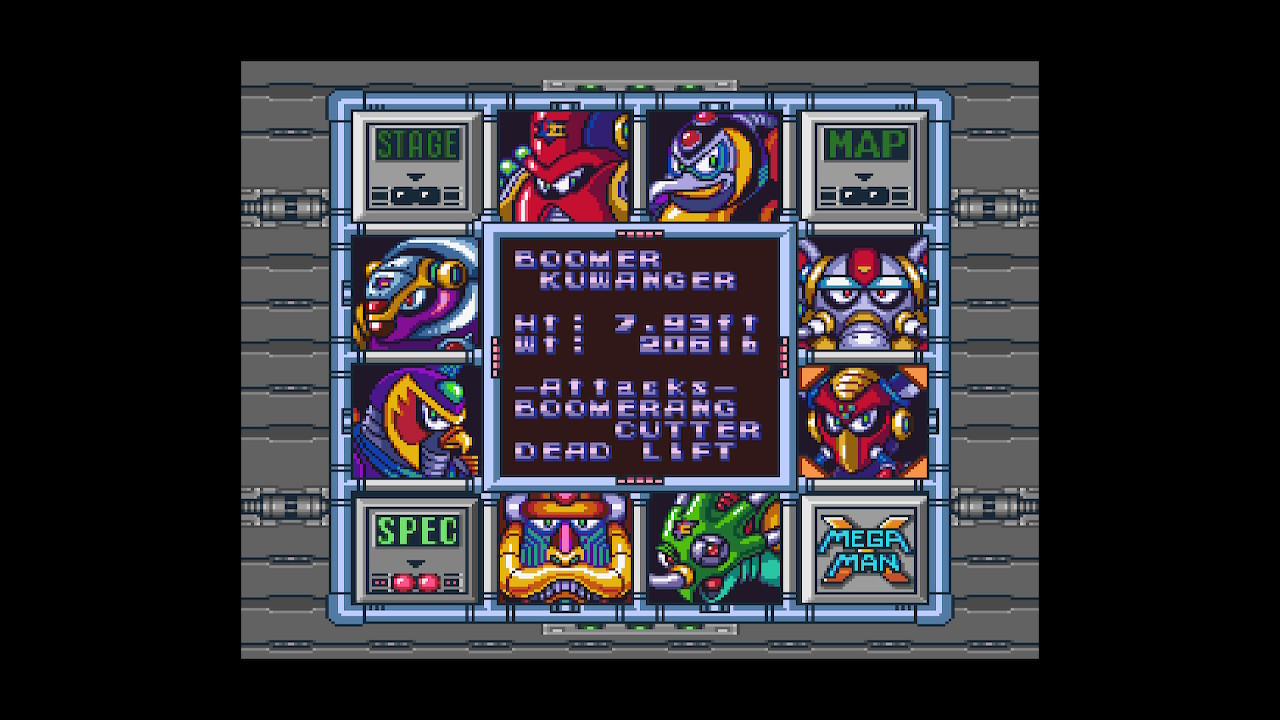 STAGE
MAP
BOOMER
KUWANGER
Ht: 7.93ft
Wt: 206lb
-Attacks-
BOOMERANG
CUTTER
DEAD LIFT
SPEC
MEGA
MAN
X